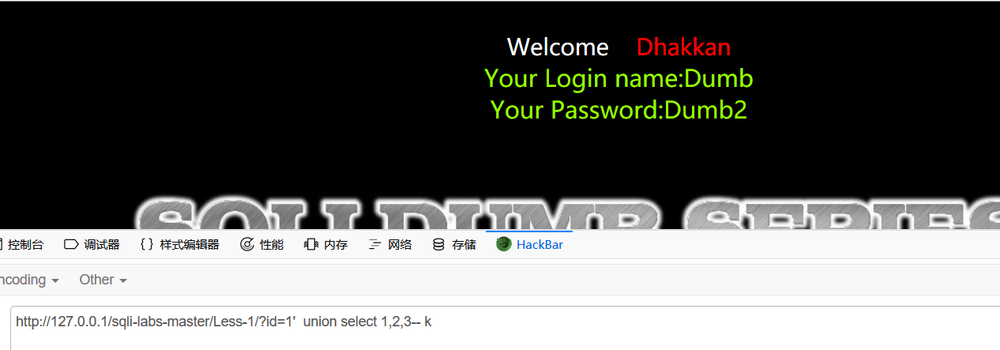 Welcome    Dhakkan
Your Login name:Dumb
Your Password:Dumb2
SQLI DUMB SERIES
控制台 调试器 { } 样式编辑器 性能 内存 网络 存储 HackBar
ncoding Other
http://127.0.0.1/sqli-labs-master/Less-1/?id=1'  union select 1,2,3-- k